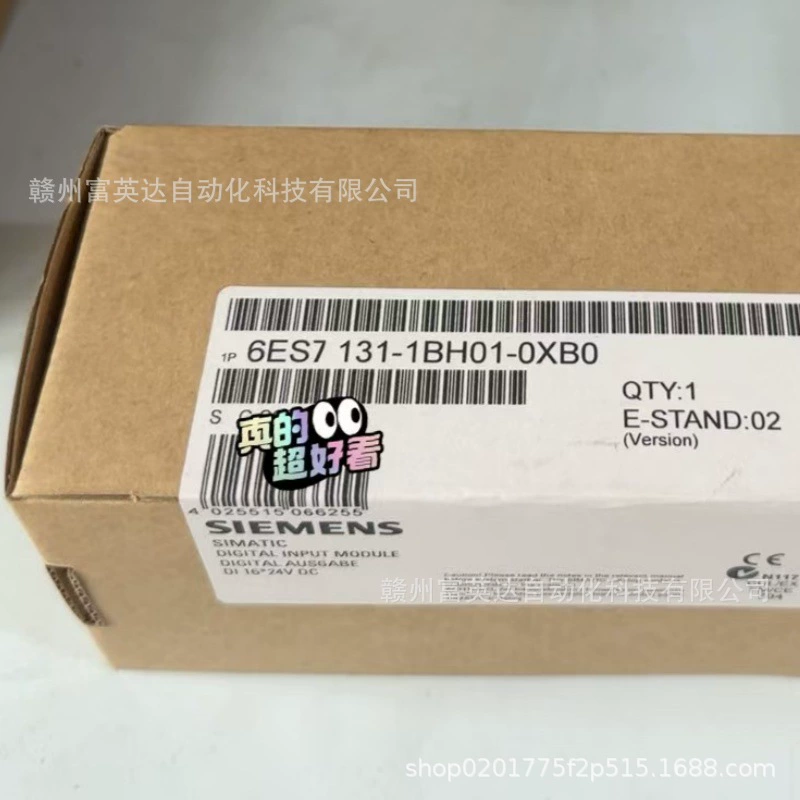 赣州富英达自动化科技有限公司
1P 6ES7 131-1BH01-0XB0
QTY:1
S
E-STAND:02
(Version)
真的
超好看
4 025515 066255
SIEMENS
SIMATIC
DIGITAL INPUT MODULE
DIGITAL AUSGABE
DI 16*24V DC
CE
N117
赣州富英达自动化科技有限公司
shop0201775f2p515.1688.com